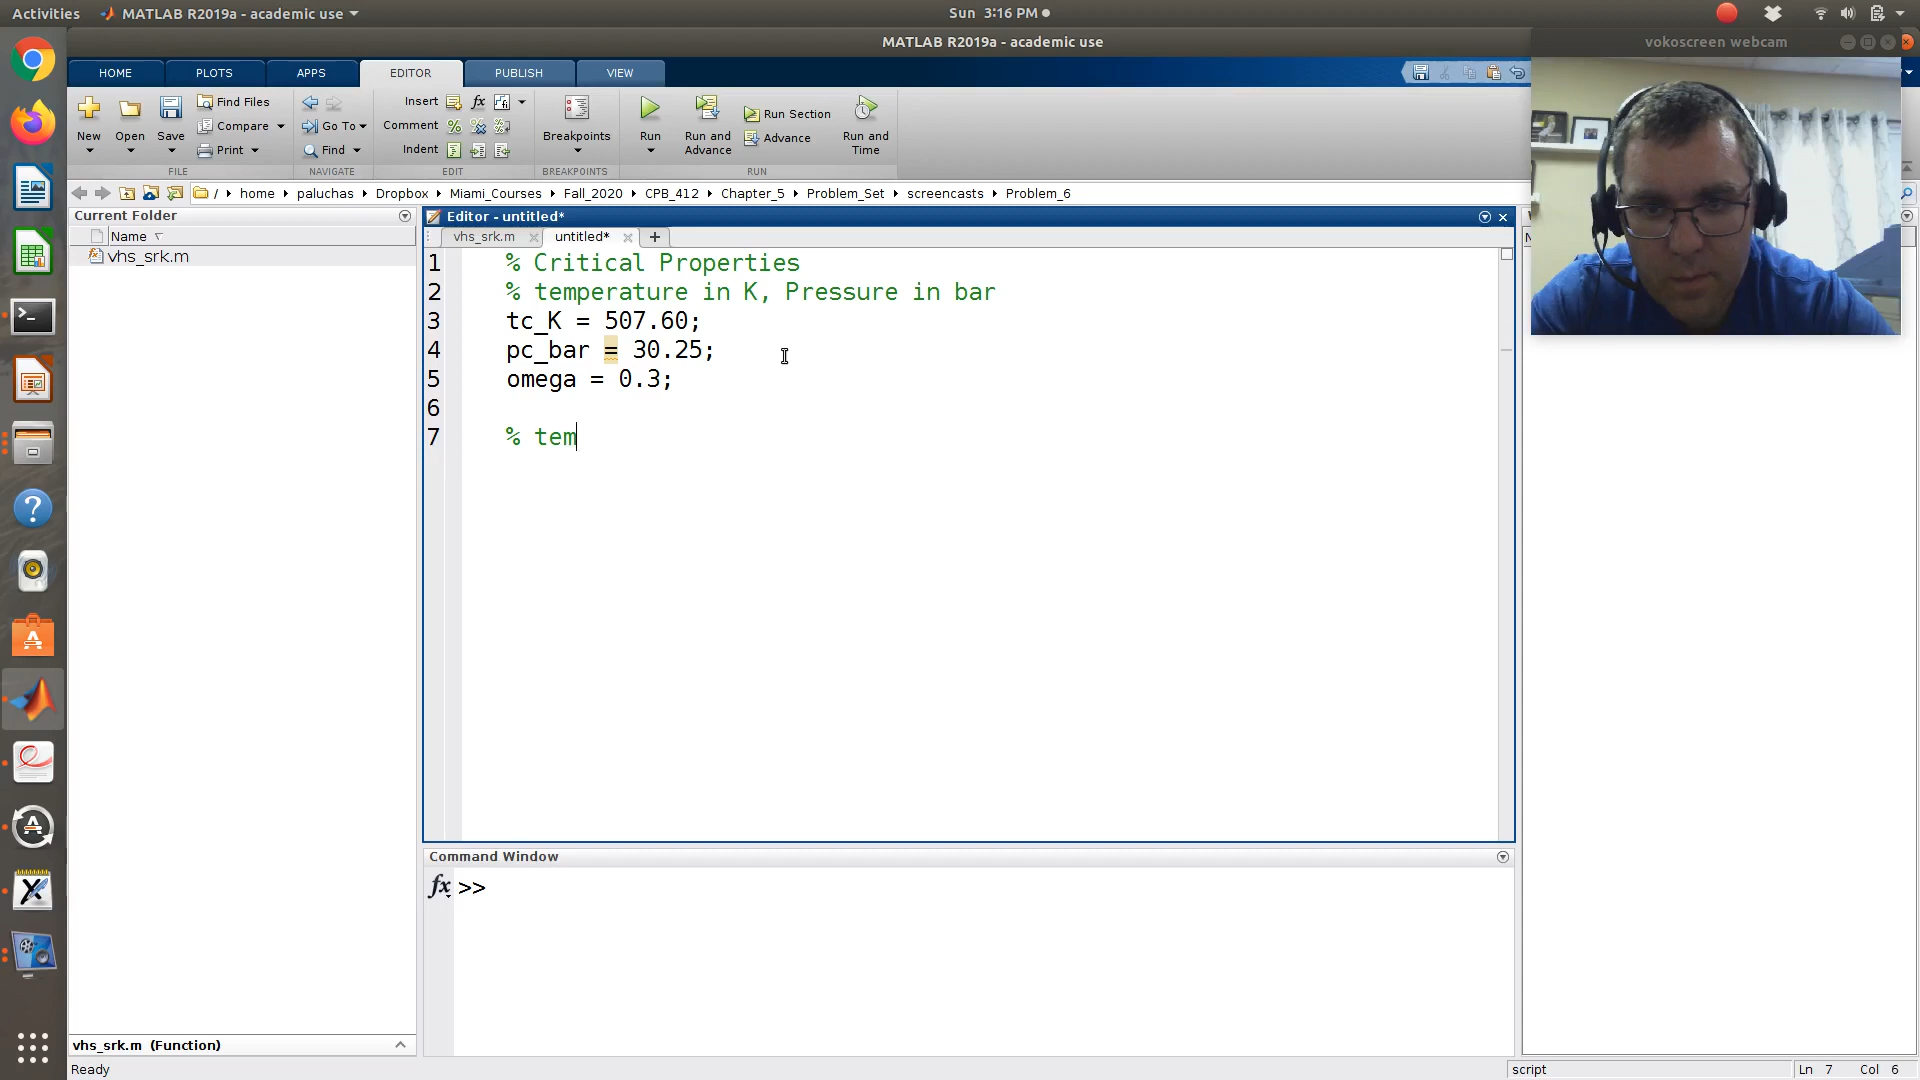 Activities MATLAB R2019a - academic use Sun 3:16 PM
MATLAB R2019a - academic use
vokoscreen webcam
HOME PLOTS APPS EDITOR PUBLISH VIEW
New Open Save Find Files Compare Print
FILE
Go To Find
NAVIGATE
Insert fx
Comment
Indent
EDIT
Breakpoints
BREAKPOINTS
Run Run and Advance Run Section Advance Run and Time
RUN
/ home paluchas Dropbox Miami_Courses Fall_2020 CPB_412 Chapter_5 Problem_Set screencasts Problem_6
Current Folder
Name
vhs_srk.m
Editor - untitled*
vhs_srk.m untitled* +
1 % Critical Properties
2 % temperature in K, Pressure in bar
3 tc_K = 507.60;
4 pc_bar = 30.25;
5 omega = 0.3;
6
7 % tem
Command Window
fx >>
vhs_srk.m (Function)
Ready
script Ln 7 Col 6